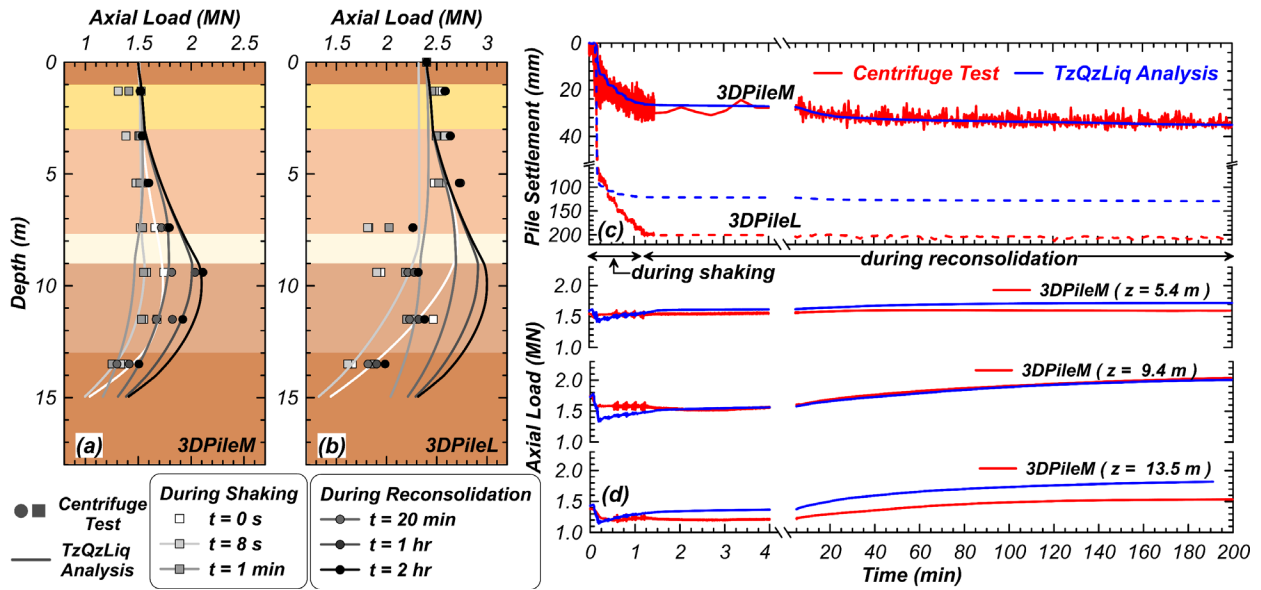 Axial Load (MN)
1 1.5 2 2.5
Axial Load (MN)
1.5 2 2.5 3
Depth (m)
0
5
10
15
(a)
3DPileM
0
5
10
15
(b)
3DPileL
Centrifuge
Test
TzQzLiq
Analysis
During Shaking
t = 0 s
t = 8 s
t = 1 min
During Reconsolidation
t = 20 min
t = 1 hr
t = 2 hr
Pile Settlement (mm)
0
20
40
100
150
200
Centrifuge Test
TzQzLiq Analysis
3DPileM
3DPileL
(c)
during shaking
during reconsolidation
Axial Load (MN)
2.0
1.5
1.0
3DPileM ( z = 5.4 m )
2.0
1.5
1.0
3DPileM ( z = 9.4 m )
2.0
1.5
1.0
3DPileM ( z = 13.5 m )
(d)
0 1 2 3 4 20 40 60 80 100 120 140 160 180 200
Time (min)